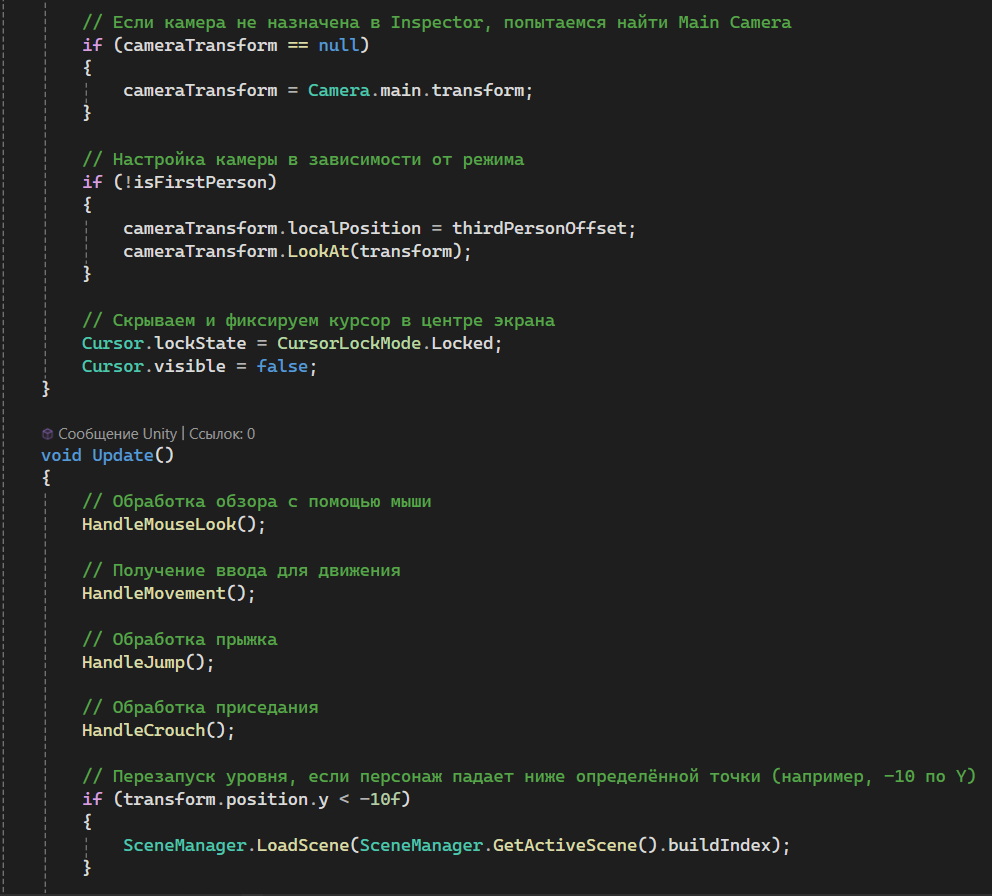 // Если камера не назначена в Inspector, попытаемся найти Main Camera
if (cameraTransform == null)
{
cameraTransform = Camera.main.transform;
}
// Настройка камеры в зависимости от режима
if (!isFirstPerson)
{
cameraTransform.localPosition = thirdPersonOffset;
cameraTransform.LookAt(transform);
}
// Скрываем и фиксируем курсор в центре экрана
Cursor.lockState = CursorLockMode.Locked;
Cursor.visible = false;
}
Сообщение Unity | Ссылок: 0
void Update()
{
// Обработка обзора с помощью мыши
HandleMouseLook();
// Получение ввода для движения
HandleMovement();
// Обработка прыжка
HandleJump();
// Обработка приседания
HandleCrouch();
// Перезапуск уровня, если персонаж падает ниже определённой точки (например, -10 по Y)
if (transform.position.y < -10f)
{
SceneManager.LoadScene(SceneManager.GetActiveScene().buildIndex);
}